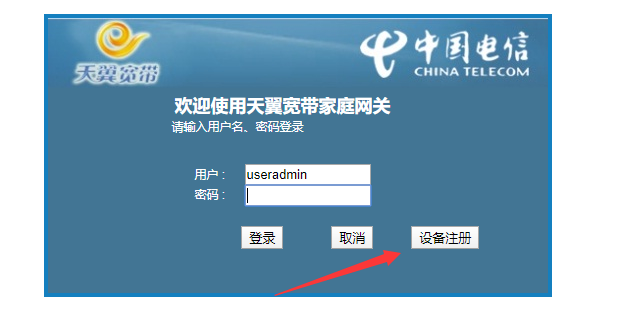 天翼宽带
中国电信
CHINA TELECOM
欢迎使用天翼宽带家庭网关
请输入用户名、密码登录
用户： useradmin
密码：
登录 取消 设备注册